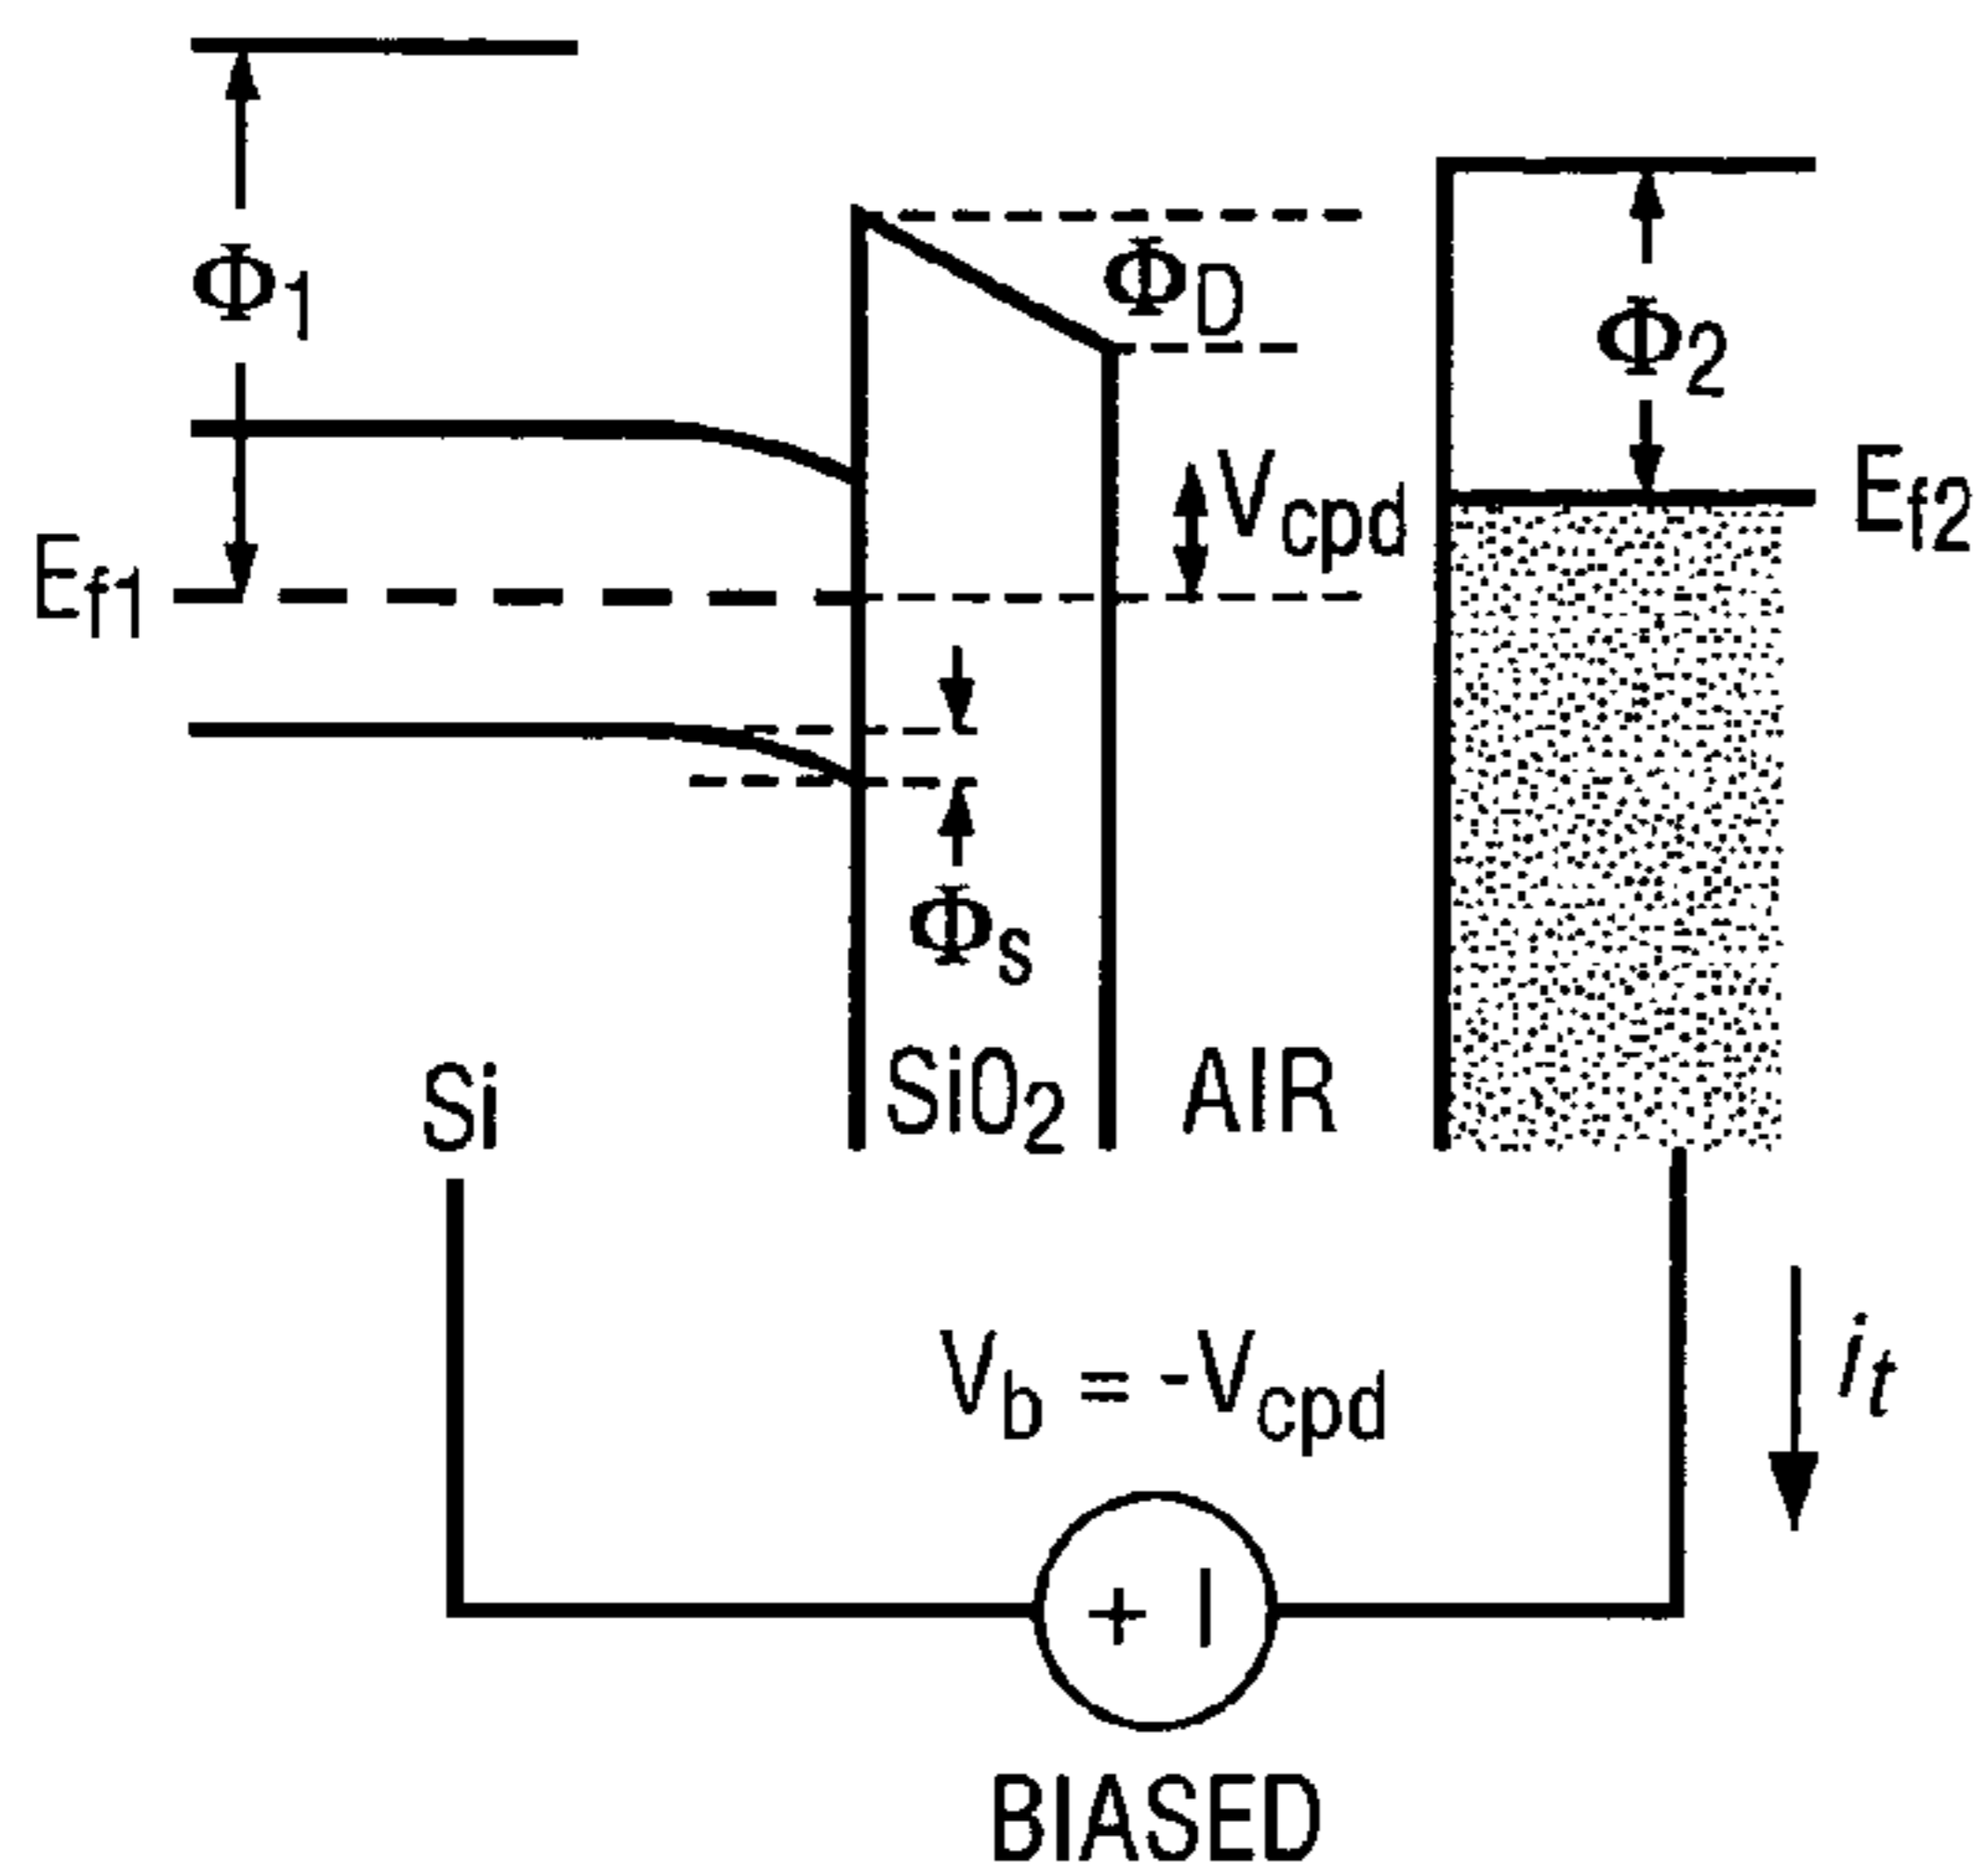 Φ1
ΦD
Φ2
Vcpd
Ef2
Ef1
Φs
Si
SiO2
AIR
it
Vb = -Vcpd
+ I
BIASED